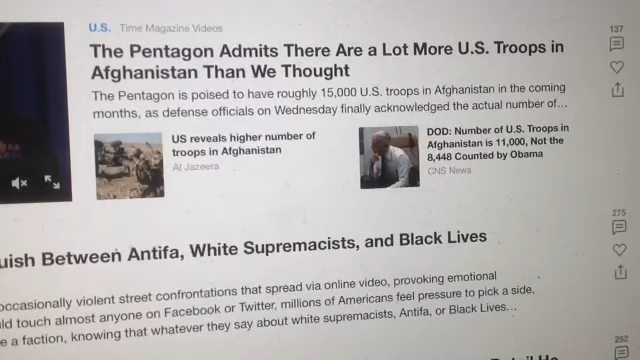 U.S. Time Magazine Videos
137
The Pentagon Admits There Are a Lot More U.S. Troops in
Afghanistan Than We Thought
The Pentagon is poised to have roughly 15,000 U.S. troops in Afghanistan in the coming
months, as defense officials on Wednesday finally acknowledged the actual number of...
US reveals higher number of
troops in Afghanistan
Al Jazeera
DOD: Number of U.S. Troops in
Afghanistan is 11,000, Not the
8,448 Counted by Obama
CNS News
275
uish Between Antifa, White Supremacists, and Black Lives
occasionally violent street confrontations that spread via online video, provoking emotional
ld touch almost anyone on Facebook or Twitter, millions of Americans feel pressure to pick a side,
e a faction, knowing that whatever they say about white supremacists, Antifa, or Black Lives...
252